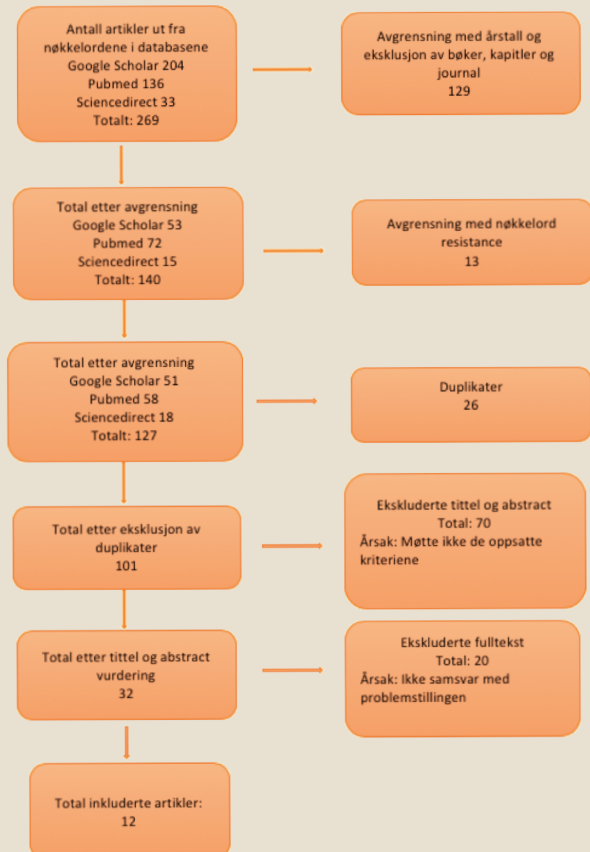 Antall artikler ut fra
nøkkelordene i databasene
Google Scholar 204
Pubmed 136
Sciencedirect 33
Totalt: 269
Avgrensning med årstall og
eksklusjon av bøker, kapitler og
journal
129
Total etter avgrensning
Google Scholar 53
Pubmed 72
Sciencedirect 15
Totalt: 140
Avgrensning med nøkkelord
resistance
13
Total etter avgrensning
Google Scholar 51
Pubmed 58
Sciencedirect 18
Totalt: 127
Duplikater
26
Total etter eksklusjon av
duplikater
101
Ekskluderte tittel og abstract
Total: 70
Årsak: Møtte ikke de oppsatte
kriteriene
Total etter tittel og abstract
vurdering
32
Ekskluderte fulltekst
Total: 20
Årsak: Ikke samsvar med
problemstillingen
Total inkluderte artikler:
12